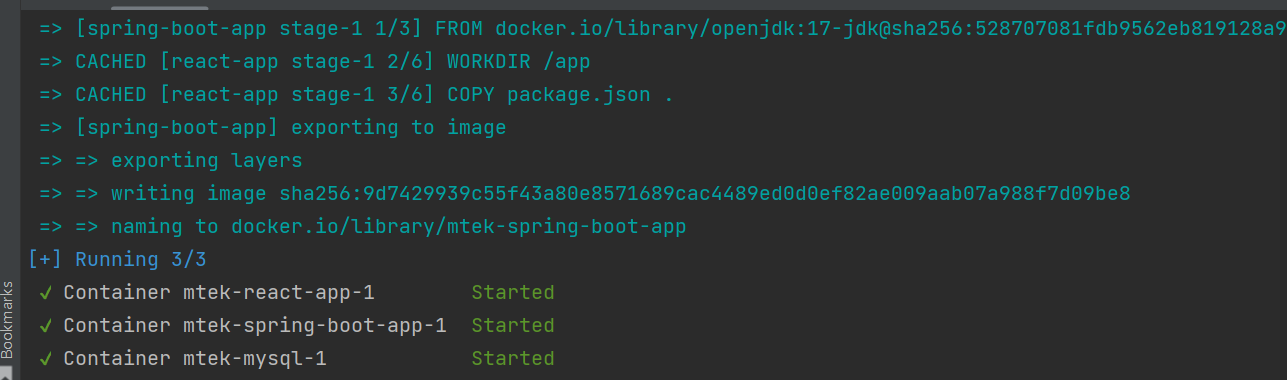 => [spring-boot-app stage-1 1/3] FROM docker.io/library/openjdk:17-jdk@sha256:528707081fdb9562eb819128a9
=> CACHED [react-app stage-1 2/6] WORKDIR /app
=> CACHED [react-app stage-1 3/6] COPY package.json .
=> [spring-boot-app] exporting to image
=> => exporting layers
=> => writing image sha256:9d7429939c55f43a80e8571689cac4489ed0d0ef82ae009aab07a988f7d09be8
=> => naming to docker.io/library/mtek-spring-boot-app
[+] Running 3/3
✓ Container mtek-react-app-1 Started
✓ Container mtek-spring-boot-app-1 Started
✓ Container mtek-mysql-1 Started
Bookmarks